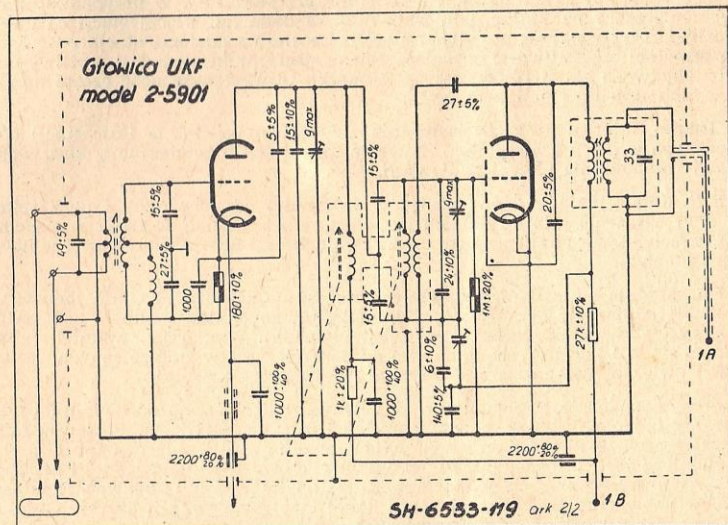 Głowica UKF
model 2-5901
49±5%
15±5%
27±5%
1000
180±10%
5±5%
15±10%
9max
1000+100/-40%
2200+80/-20%
15±5%
15±5%
1k±20%
1000+100/-40%
27±5%
9max
24±10%
6±10%
140±5%
1M±20%
20±5%
33
27k±10%
2200+80/-20%
1A
1B
SH-6533-119 ark 2/2